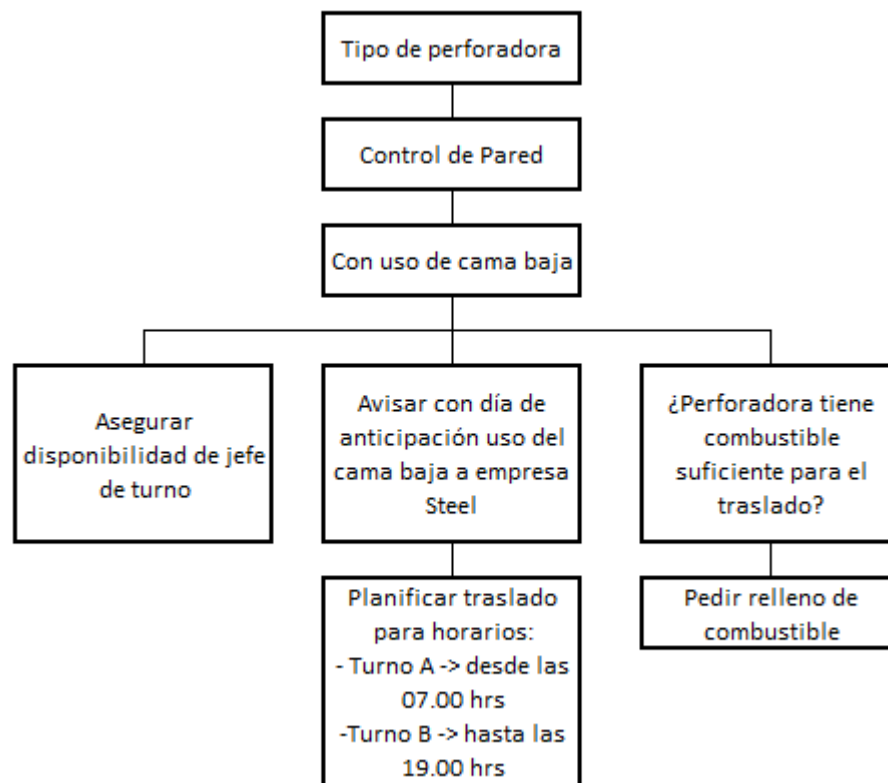 Tipo de perforadora
Control de Pared
Con uso de cama baja
Asegurar
disponibilidad de jefe
de turno
Avisar con día de
anticipación uso del
cama baja a empresa
Steel
¿Perforadora tiene
combustible
suficiente para el
traslado?
Planificar traslado
para horarios:
- Turno A -> desde las
07.00 hrs
-Turno B -> hasta las
19.00 hrs
Pedir relleno de
combustible